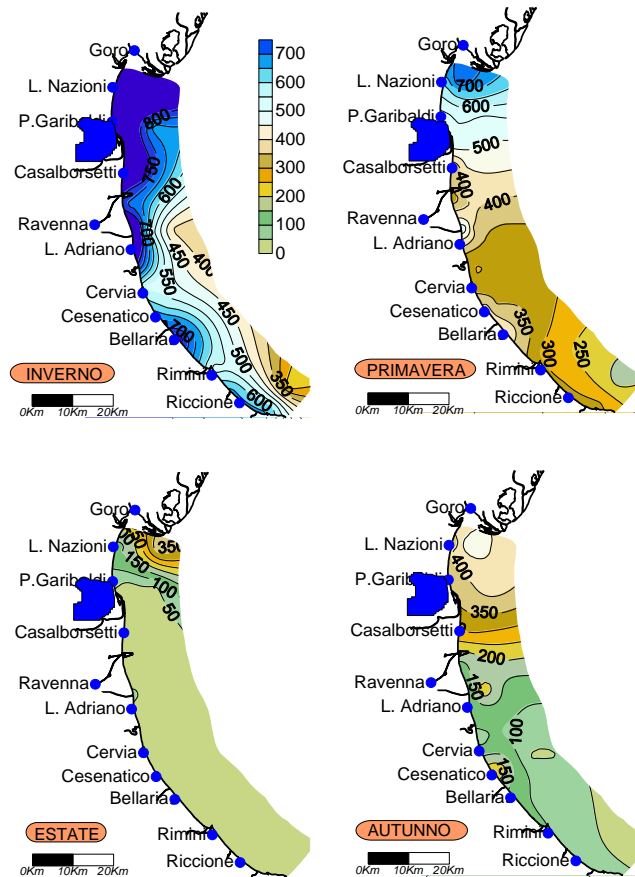 Goro
L. Nazioni
P.Garibaldi
Casalborsetti
Ravenna
L. Adriano
Cervia
Cesenatico
Bellaria
Rimini
Riccione
800
750
600
700
450
400
550
450
700
500
350
600
700
600
500
400
300
200
100
0
INVERNO
0Km 10Km 20Km
Goro
L. Nazioni
P.Garibaldi
Casalborsetti
Ravenna
L. Adriano
Cervia
Cesenatico
Bellaria
Rimini
Riccione
700
600
500
400
400
350
300
250
PRIMAVERA
0Km 10Km 20Km
Goro
L. Nazioni
P.Garibaldi
Casalborsetti
Ravenna
L. Adriano
Cervia
Cesenatico
Bellaria
Rimini
Riccione
350
150
100
50
ESTATE
0Km 10Km 20Km
Goro
L. Nazioni
P.Garibaldi
Casalborsetti
Ravenna
L. Adriano
Cervia
Cesenatico
Bellaria
Rimini
Riccione
400
350
200
150
100
150
AUTUNNO
0Km 10Km 20Km